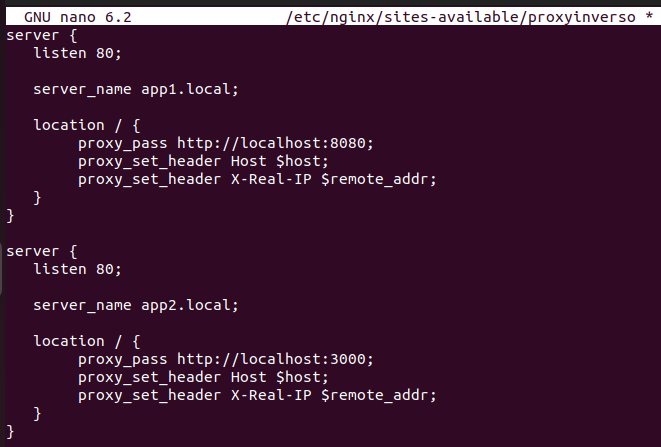 GNU nano 6.2 /etc/nginx/sites-available/proxyinverso *
server {
listen 80;
server_name app1.local;
location / {
proxy_pass http://localhost:8080;
proxy_set_header Host $host;
proxy_set_header X-Real-IP $remote_addr;
}
}
server {
listen 80;
server_name app2.local;
location / {
proxy_pass http://localhost:3000;
proxy_set_header Host $host;
proxy_set_header X-Real-IP $remote_addr;
}
}